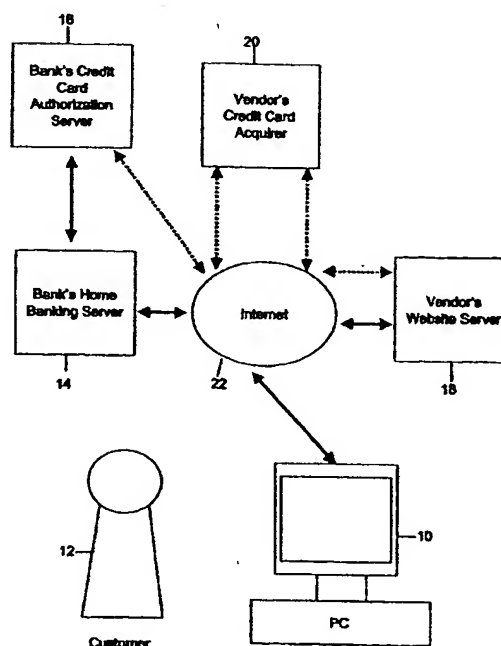 16
20
Bank's Credit
Card
Authorization
Server
Vendor's
Credit Card
Acquirer
Bank's Home
Banking Server
Internet
Vendor's
Website Server
14
22
18
12
10
PC
Customer